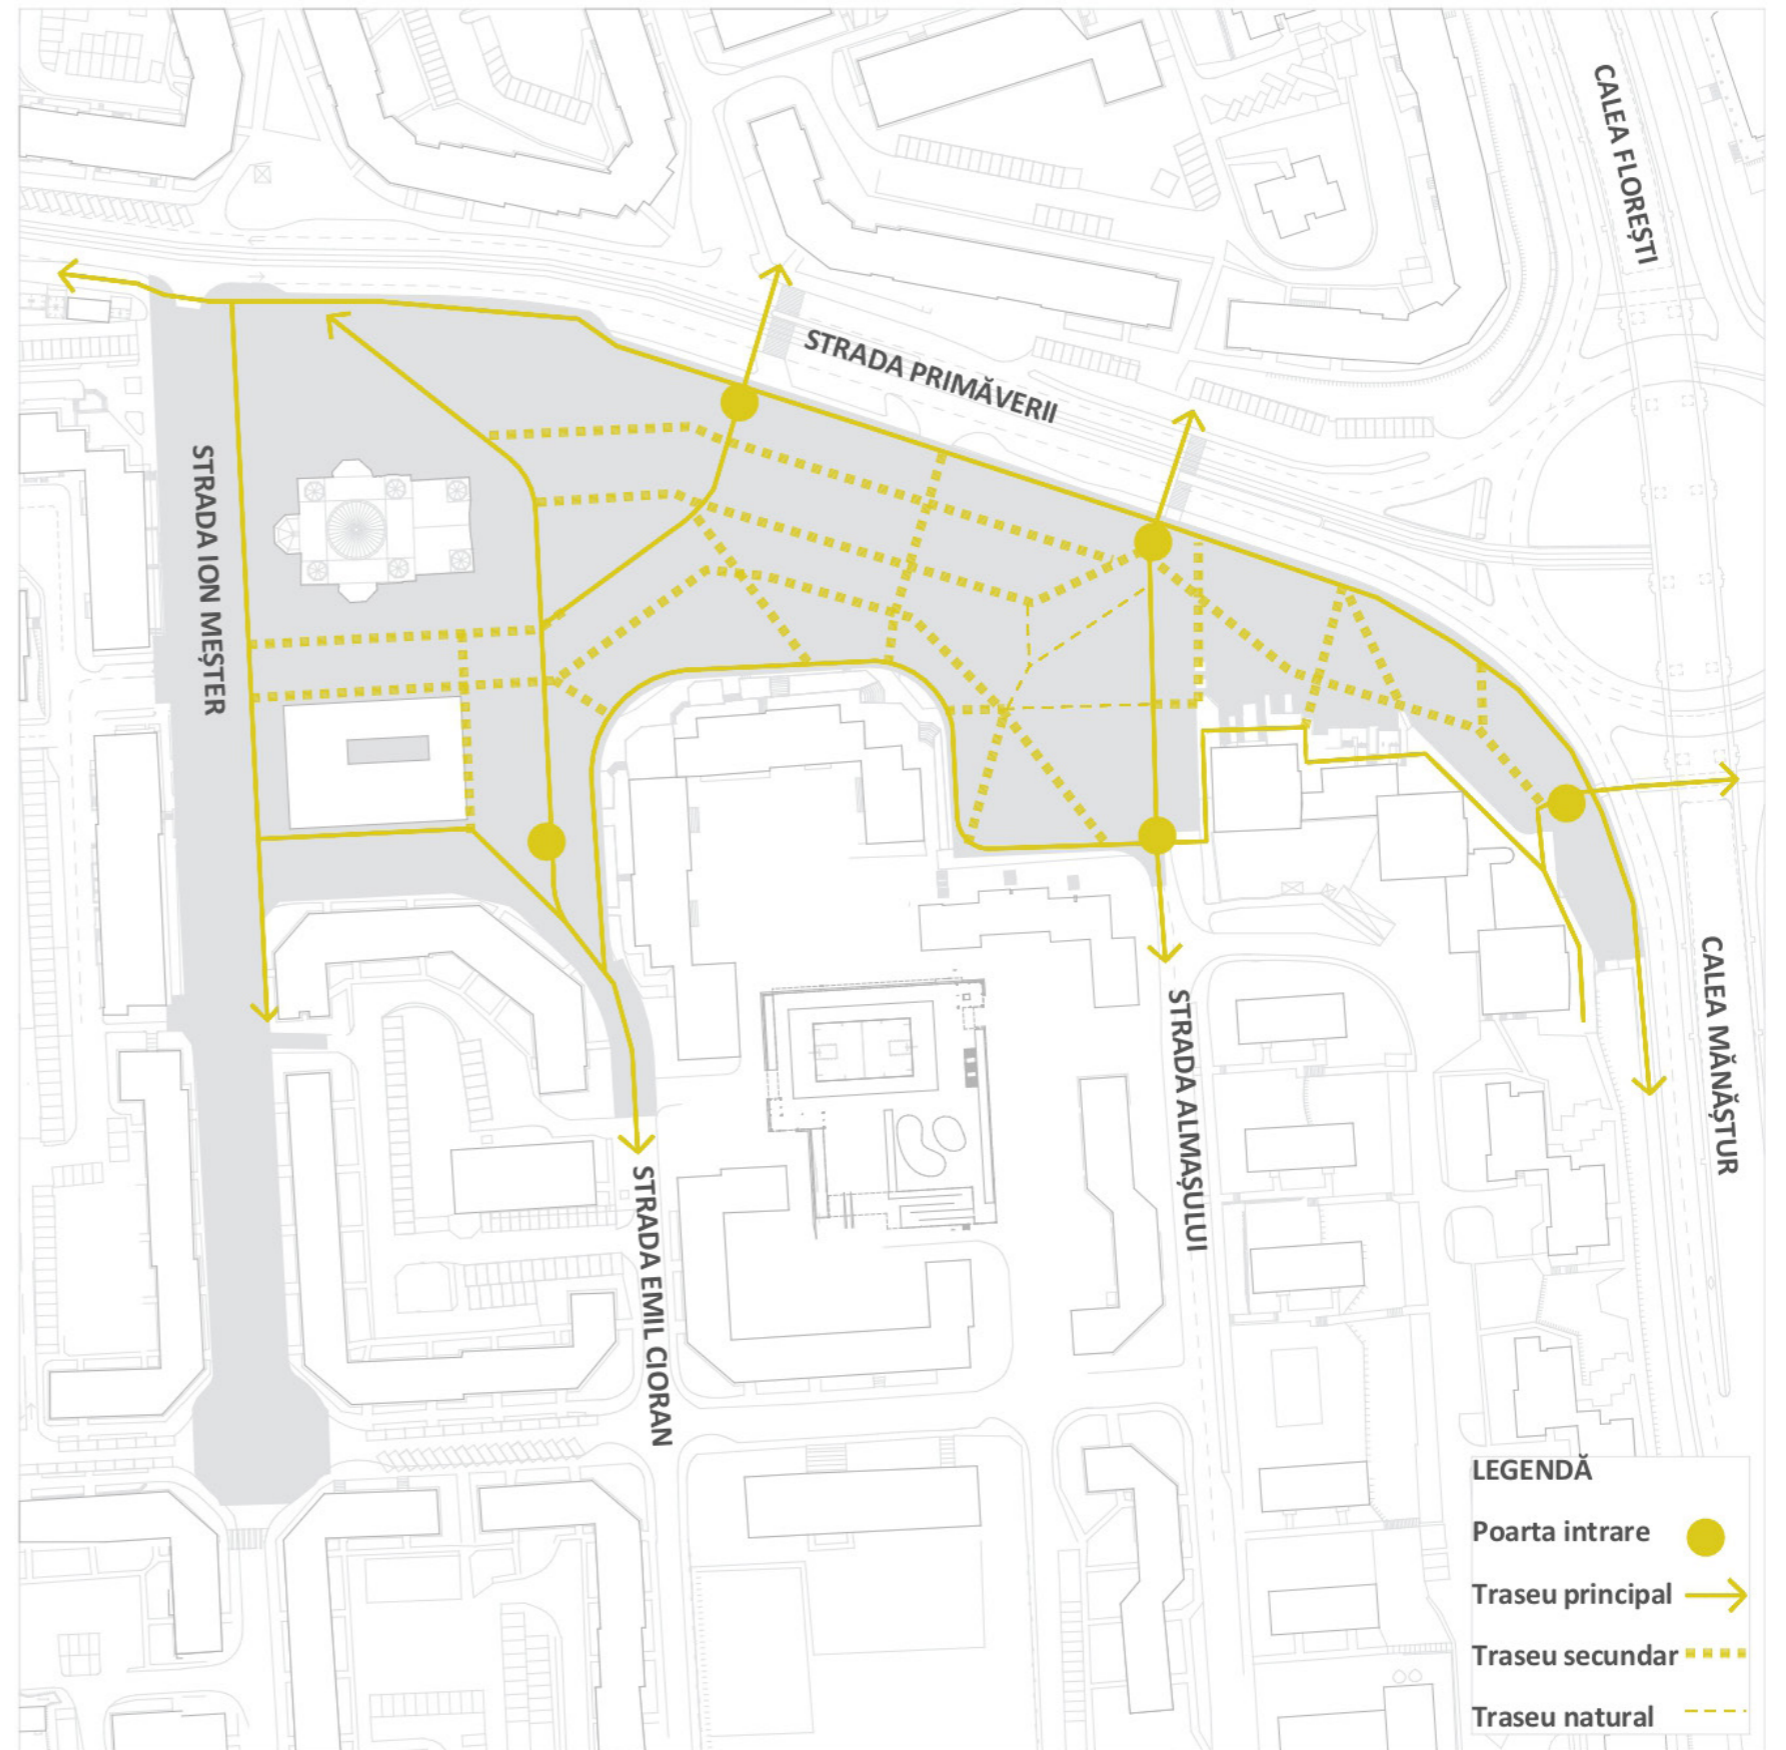 CALEA FLOREȘTI
STRADA PRIMĂVERII
STRADA ION MEȘTER
CALEA MĂNĂȘTUR
STRADA ALMAȘULUI
STRADA EMIL CIORAN
LEGENDĂ
Poarta intrare
Traseu principal
Traseu secundar
Traseu natural